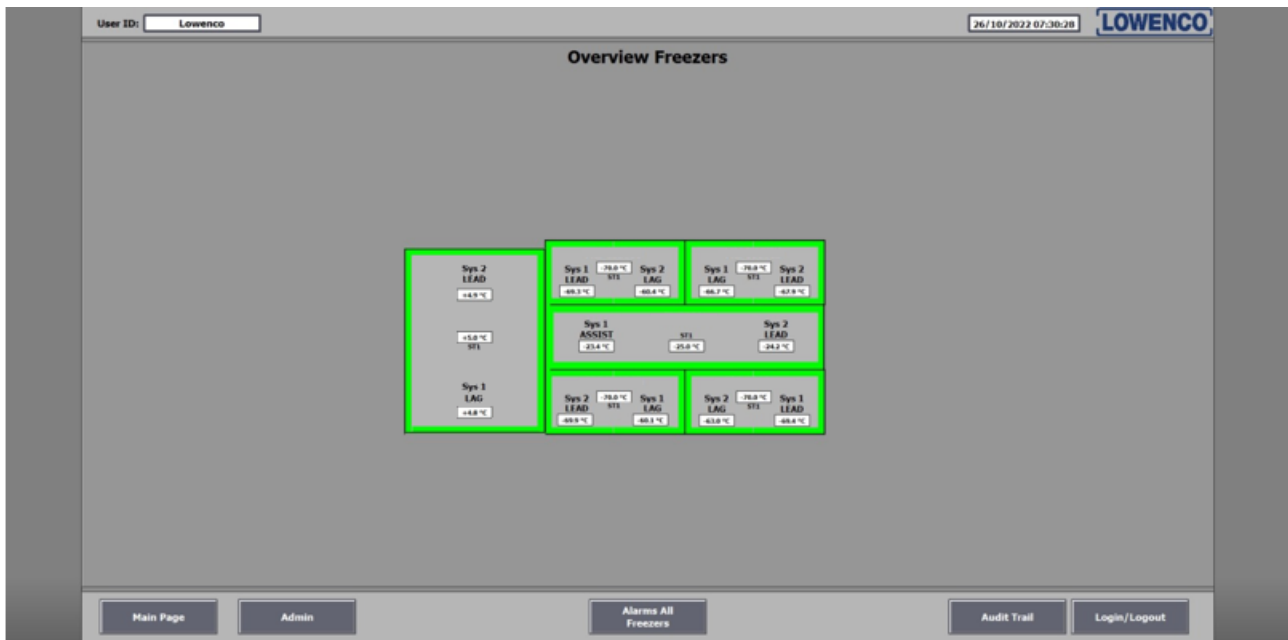 User ID: Lowenco
26/10/2022 07:30:28
LOWENCO
Overview Freezers
Sys 2
LEAD
+4.9 °C
+5.0 °C
ST1
Sys 1
LAG
+4.8 °C
Sys 1 -70.0 °C Sys 2
LEAD ST1 LAG
-69.3 °C -60.4 °C
Sys 1 -70.0 °C Sys 2
LAG ST1 LEAD
-66.7 °C -67.9 °C
Sys 1 Sys 2
ASSIST ST1 LEAD
-23.4 °C -25.0 °C -24.2 °C
Sys 2 -70.0 °C Sys 1
LEAD ST1 LAG
-69.9 °C -60.1 °C
Sys 2 -70.0 °C Sys 1
LAG ST1 LEAD
-63.0 °C -69.4 °C
Main Page
Admin
Alarms All
Freezers
Audit Trail
Login/Logout